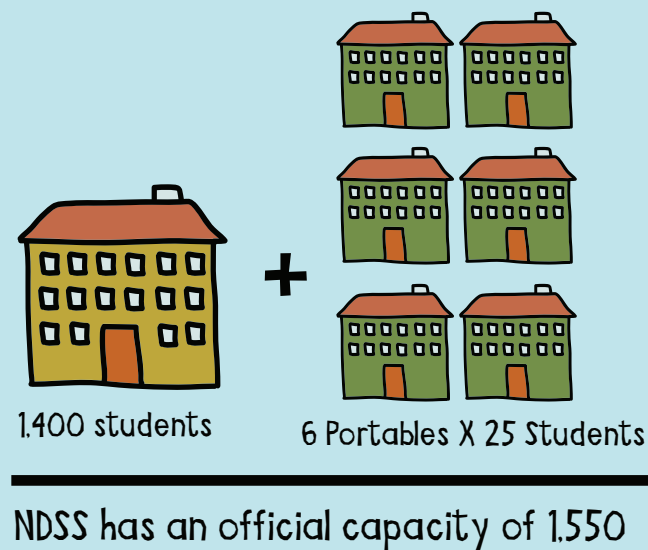 +
1,400 students
6 Portables X 25 Students
NDSS has an official capacity of 1,550